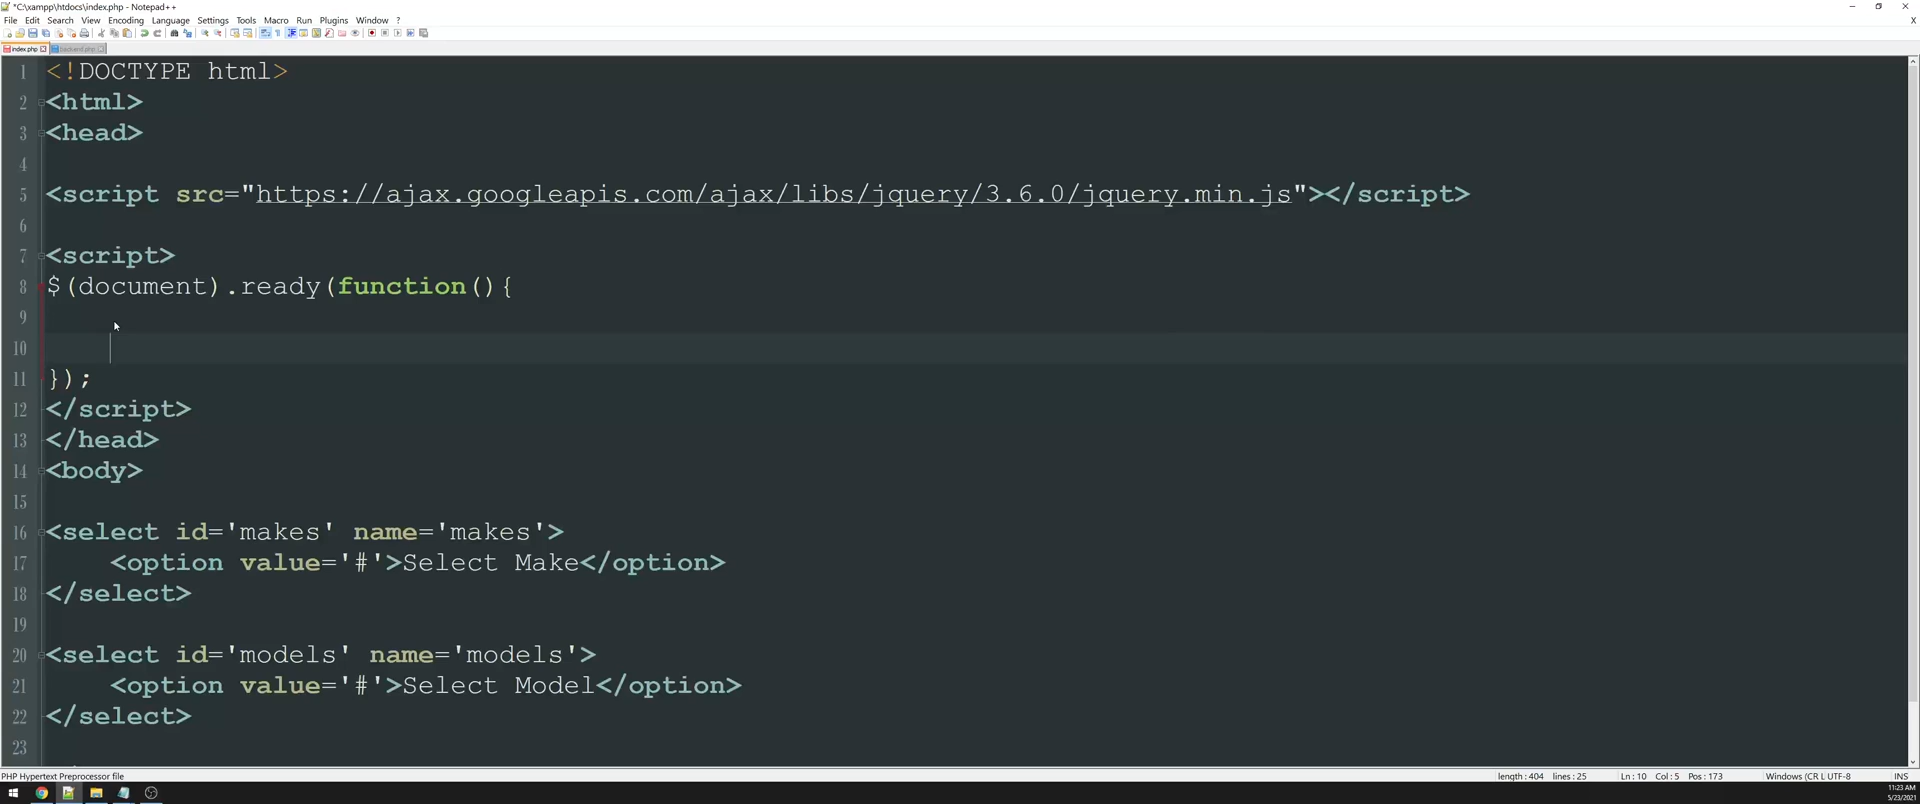 *C:\xampp\htdocs\index.php - Notepad++
File Edit Search View Encoding Language Settings Tools Macro Run Plugins Window ?
index.php backend.php
1 <!DOCTYPE html>
2 <html>
3 <head>
4
5 <script src="https://ajax.googleapis.com/ajax/libs/jquery/3.6.0/jquery.min.js"></script>
6
7 <script>
8 $(document).ready(function(){
9
10
11 });
12 </script>
13 </head>
14 <body>
15
16 <select id='makes' name='makes'>
17 <option value='#'>Select Make</option>
18 </select>
19
20 <select id='models' name='models'>
21 <option value='#'>Select Model</option>
22 </select>
23
PHP Hypertext Preprocessor file length : 404 lines : 25 Ln : 10 Col : 5 Pos : 173 Windows (CR L UTF-8 INS
11:23 AM
5/23/2021